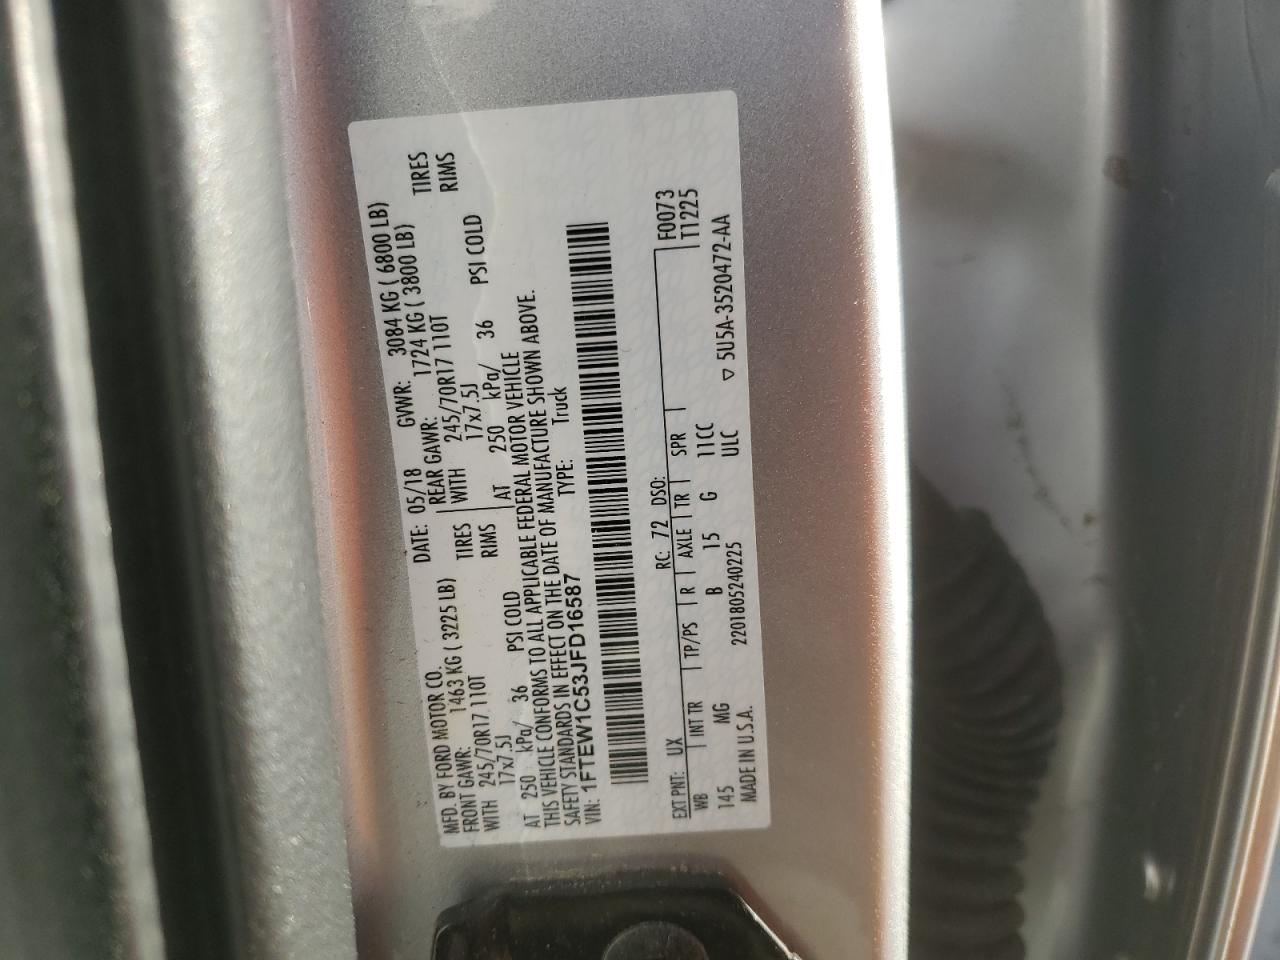 MFD. BY FORD MOTOR CO.
DATE: 05/18 GVWR: 3084 KG ( 6800 LB)
FRONT GAWR: 1463 KG ( 3225 LB) REAR GAWR: 1724 KG ( 3800 LB)
WITH 245/70R17 110T TIRES WITH 245/70R17 110T TIRES
17x7.5J RIMS 17x7.5J RIMS
AT 250 kPa/ 36 PSI COLD AT 250 kPa/ 36 PSI COLD
THIS VEHICLE CONFORMS TO ALL APPLICABLE FEDERAL MOTOR VEHICLE
SAFETY STANDARDS IN EFFECT ON THE DATE OF MANUFACTURE SHOWN ABOVE.
VIN: 1FTEW1C53JFD16587 TYPE: Truck
EXT PNT: UX RC: 72 DSO: F0073
WB INT TR TP/PS R AXLE TR SPR T1225
145 MG B 15 G 11CC
MADE IN U.S.A. 2201805240225 ULC ▽ 5U5A-3520472-AA